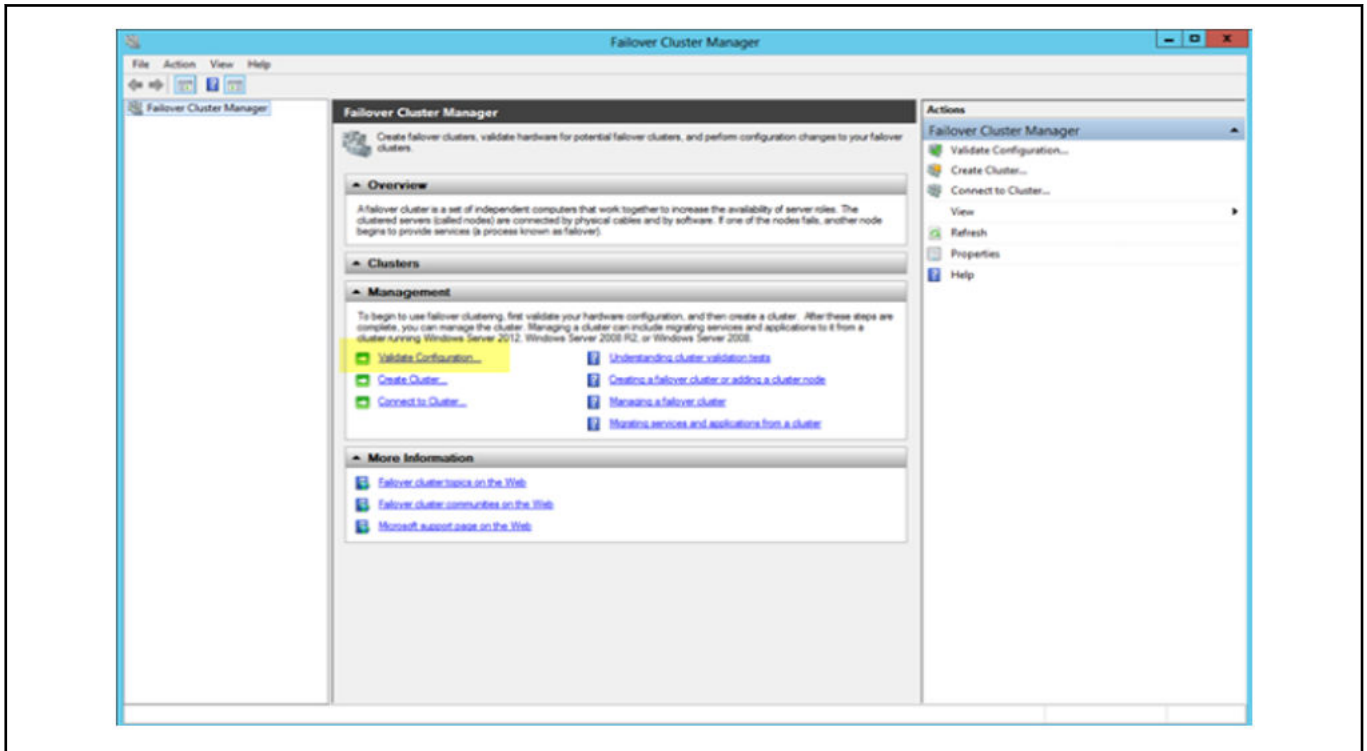 Failover Cluster Manager
File Action View Help
Failover Cluster Manager
Failover Cluster Manager
Create failover clusters, validate hardware for potential failover clusters, and perform configuration changes to your failover
clusters.
Overview
A failover cluster is a set of independent computers that work together to increase the availability of server roles. The
clustered servers (called nodes) are connected by physical cables and by software. If one of the nodes fails, another node
begins to provide services (a process known as failover).
Clusters
Management
To begin to use failover clustering, first validate your hardware configuration, and then create a cluster. After these steps are
complete, you can manage the cluster. Managing a cluster can include migrating services and applications to it from a
cluster running Windows Server 2012, Windows Server 2008 R2, or Windows Server 2008.
Validate Configuration...
Understanding cluster validation tests
Create Cluster...
Creating a failover cluster or adding a cluster node
Connect to Cluster...
Managing a failover cluster
Migrating services and applications from a cluster
More Information
Failover cluster topics on the Web
Failover cluster communities on the Web
Microsoft support page on the Web
Actions
Failover Cluster Manager
Validate Configuration...
Create Cluster...
Connect to Cluster...
View
Refresh
Properties
Help